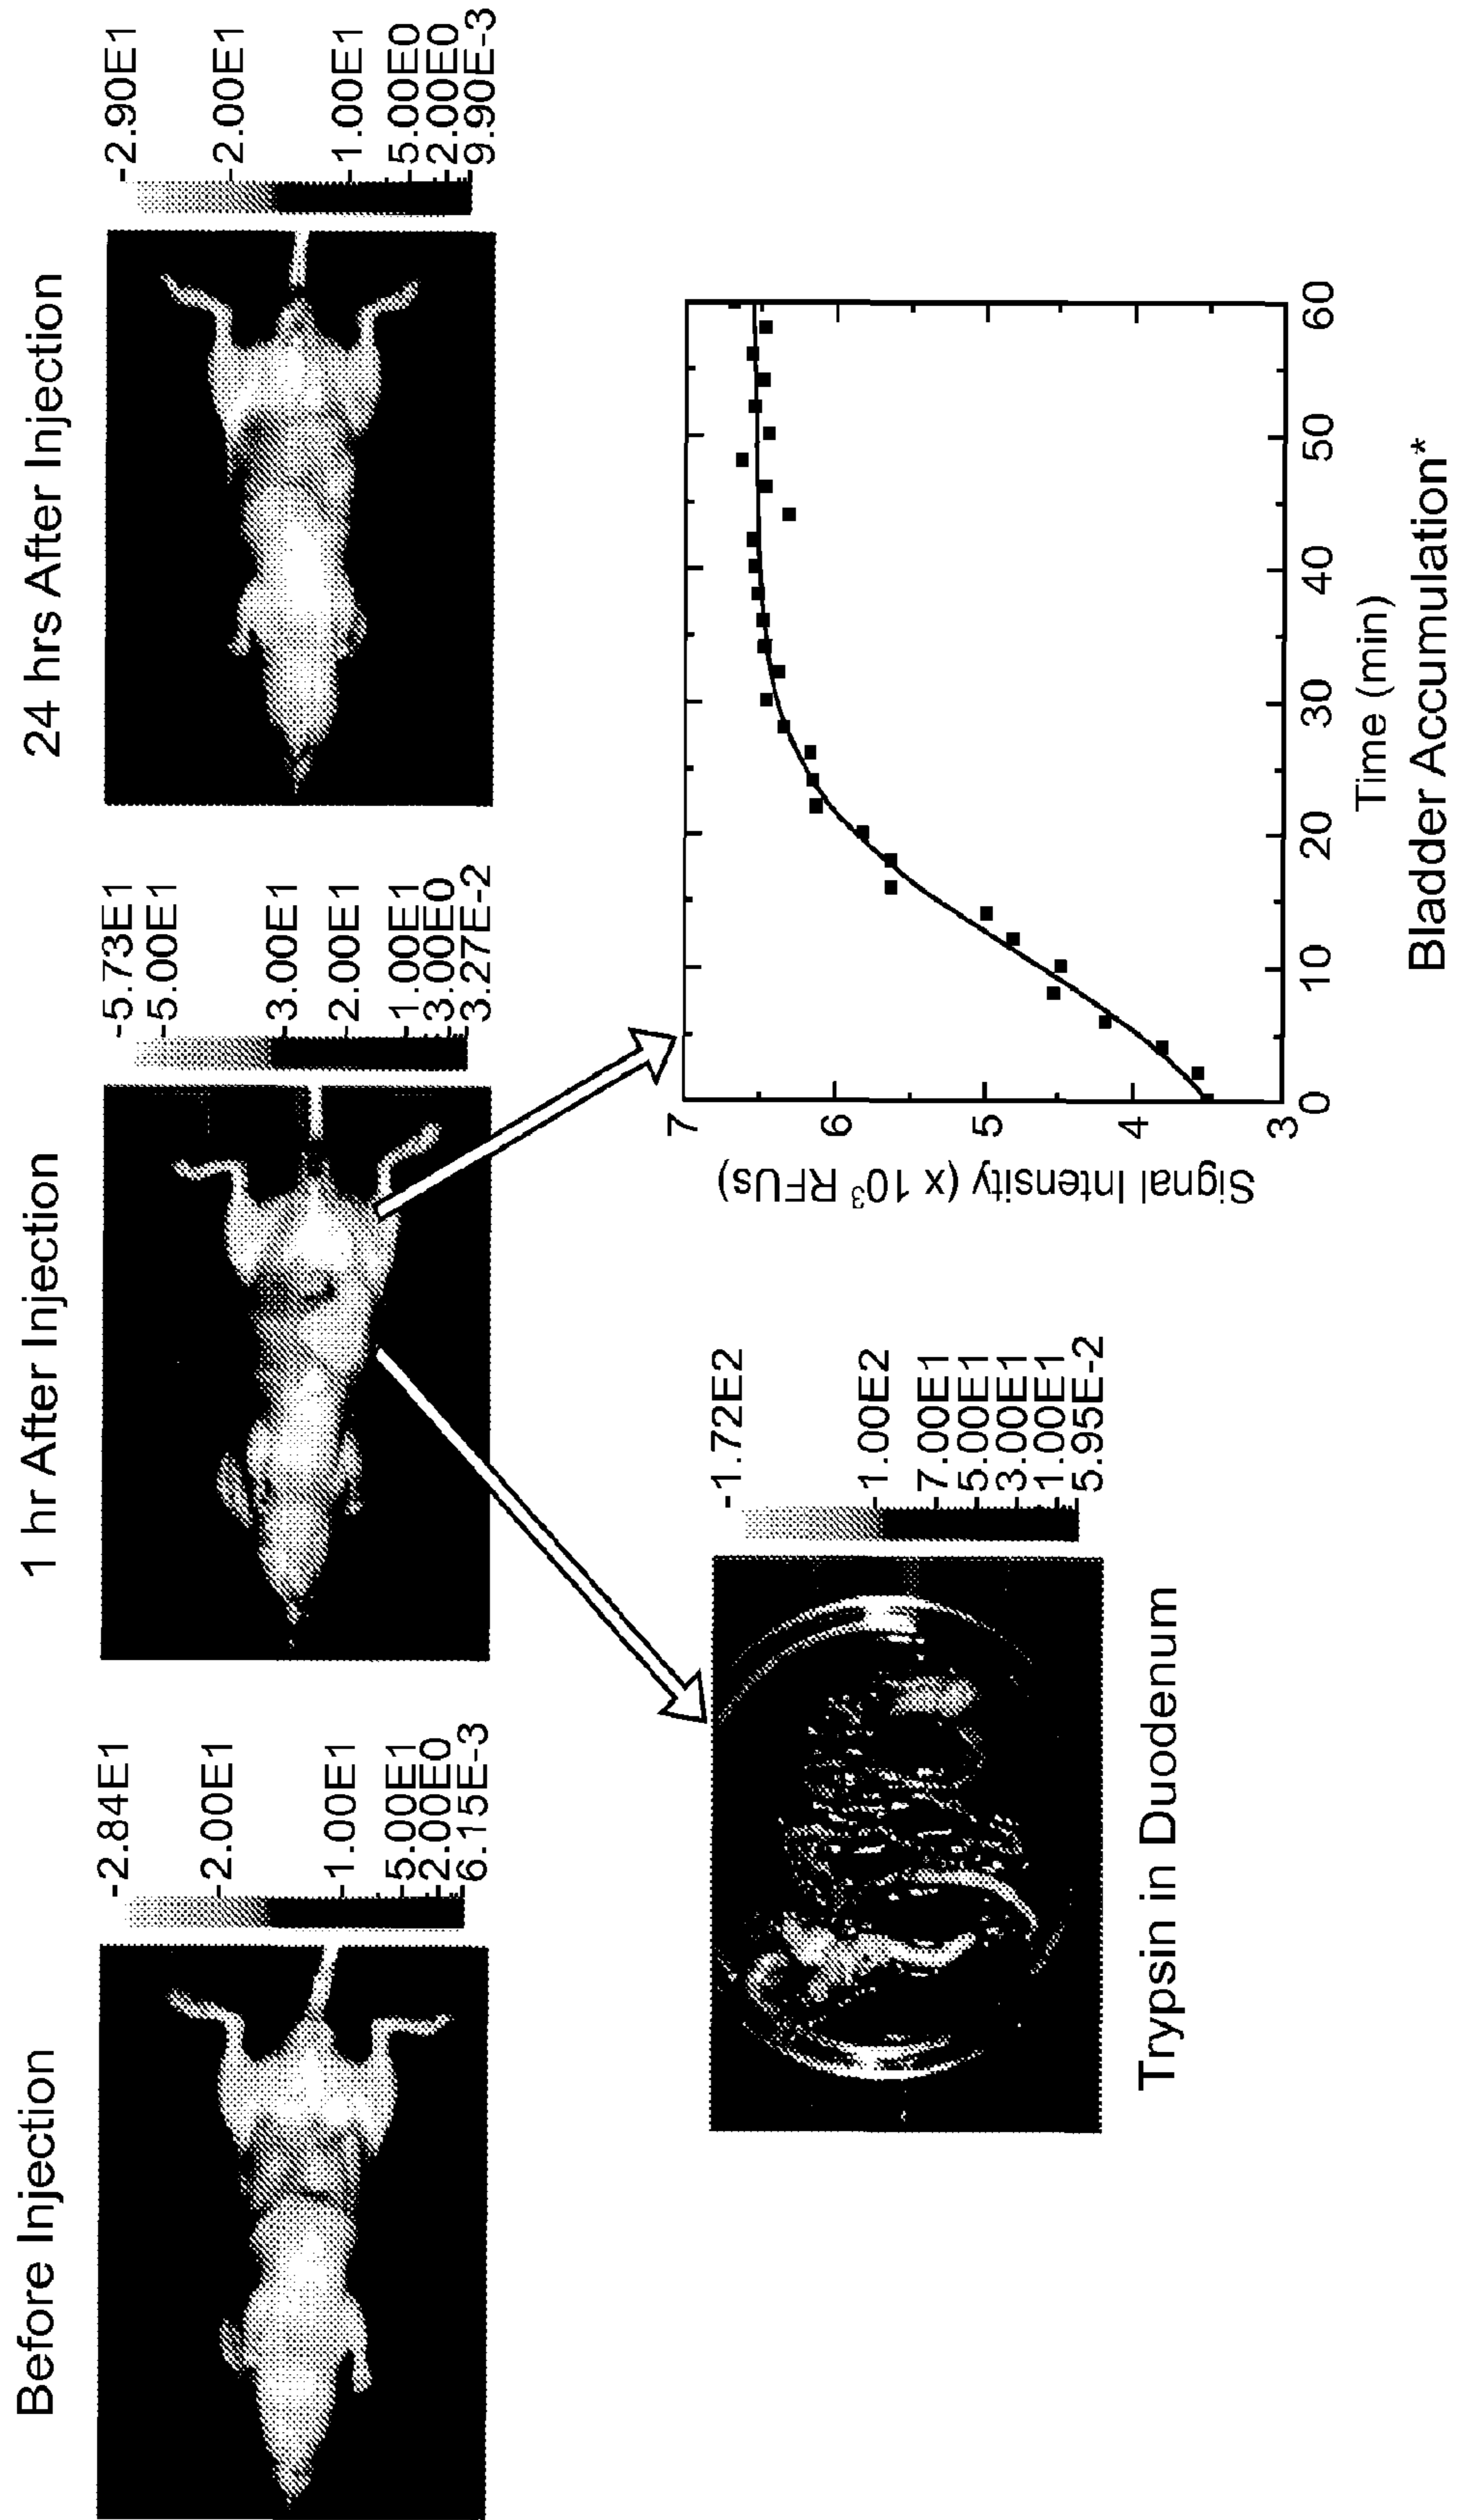 Before Injection
-2.84E1
-2.00E1
-1.00E1
-5.00E1
-2.00E0
-6.15E-3
1 hr After Injection
-5.73E1
-5.00E1
-3.00E1
-2.00E1
-1.00E1
-3.00E0
-3.27E-2
24 hrs After Injection
-2.90E1
-2.00E1
-1.00E1
-5.00E0
-2.00E0
-9.90E-3
-1.72E2
-1.00E2
-7.00E1
-5.00E1
-3.00E1
-1.00E1
-5.95E-2
Trypsin in Duodenum
Signal Intensity (x 10³ RFUs)
7
6
5
4
3
0 10 20 30 40 50 60
Time (min)
Bladder Accumulation*